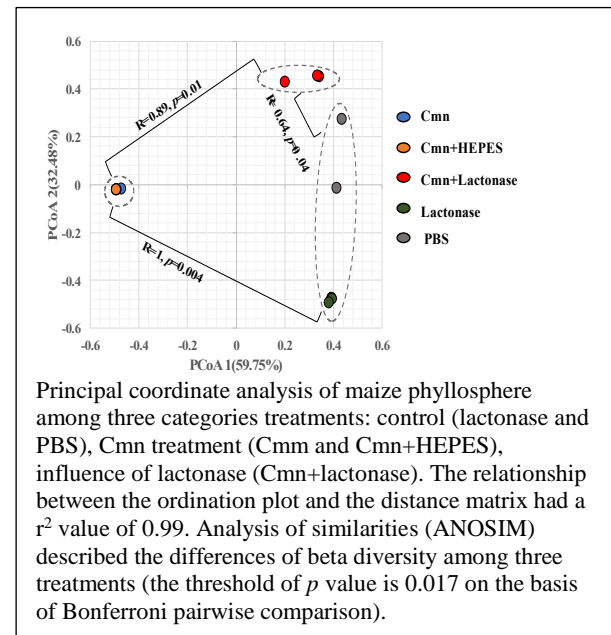 0.6
0.4
0.2
0
-0.2
-0.4
-0.6
PCoA 2(32.48%)
R=0.89, p=0.01
R= 0.64, p=0.04
R=1, p=0.004
-0.6 -0.4 -0.2 0 0.2 0.4 0.6
PCoA 1(59.75%)
Cmn
Cmn+HEPES
Cmn+Lactonase
Lactonase
PBS
Principal coordinate analysis of maize phyllosphere
among three categories treatments: control (lactonase and
PBS), Cmn treatment (Cmm and Cmn+HEPES),
influence of lactonase (Cmn+lactonase). The relationship
between the ordination plot and the distance matrix had a
r² value of 0.99. Analysis of similarities (ANOSIM)
described the differences of beta diversity among three
treatments (the threshold of p value is 0.017 on the basis
of Bonferroni pairwise comparison).